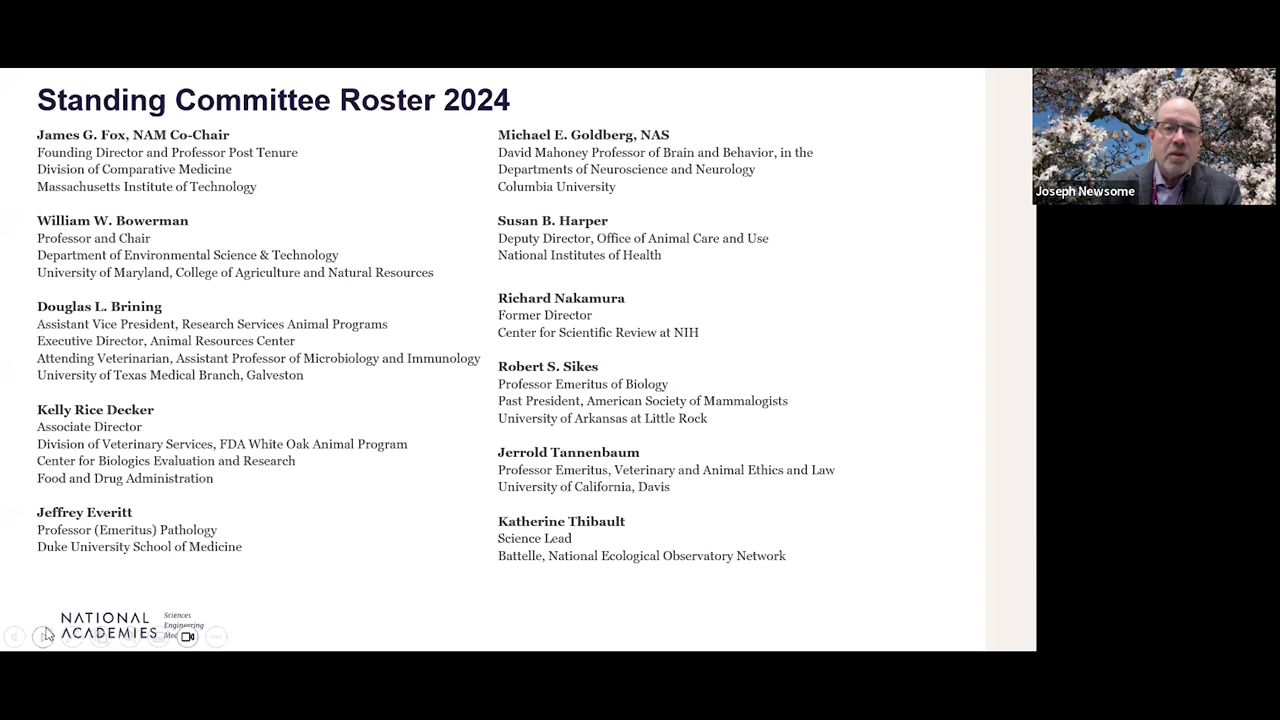 Standing Committee Roster 2024
James G. Fox, NAM Co-Chair
Founding Director and Professor Post Tenure
Division of Comparative Medicine
Massachusetts Institute of Technology
William W. Bowerman
Professor and Chair
Department of Environmental Science & Technology
University of Maryland, College of Agriculture and Natural Resources
Douglas L. Brining
Assistant Vice President, Research Services Animal Programs
Executive Director, Animal Resources Center
Attending Veterinarian, Assistant Professor of Microbiology and Immunology
University of Texas Medical Branch, Galveston
Kelly Rice Decker
Associate Director
Division of Veterinary Services, FDA White Oak Animal Program
Center for Biologics Evaluation and Research
Food and Drug Administration
Jeffrey Everitt
Professor (Emeritus) Pathology
Duke University School of Medicine
Michael E. Goldberg, NAS
David Mahoney Professor of Brain and Behavior, in the
Departments of Neuroscience and Neurology
Columbia University
Susan B. Harper
Deputy Director, Office of Animal Care and Use
National Institutes of Health
Richard Nakamura
Former Director
Center for Scientific Review at NIH
Robert S. Sikes
Professor Emeritus of Biology
Past President, American Society of Mammalogists
University of Arkansas at Little Rock
Jerrold Tannenbaum
Professor Emeritus, Veterinary and Animal Ethics and Law
University of California, Davis
Katherine Thibault
Science Lead
Battelle, National Ecological Observatory Network
NATIONAL
ACADEMIES
Sciences
Engineering
Joseph Newsome